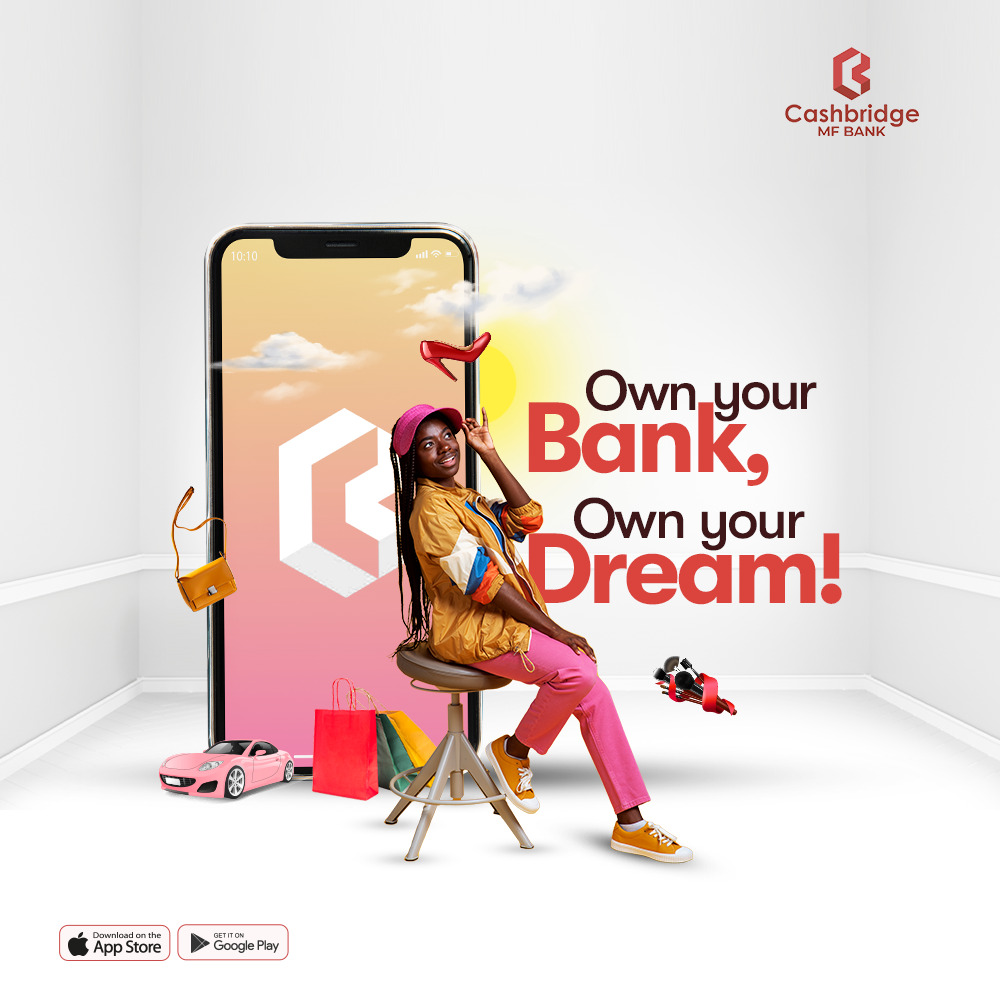 Cashbridge
MF BANK
10:10
Own your
Bank,
Own your
Dream!
Download on the
App Store
GET IT ON
Google Play